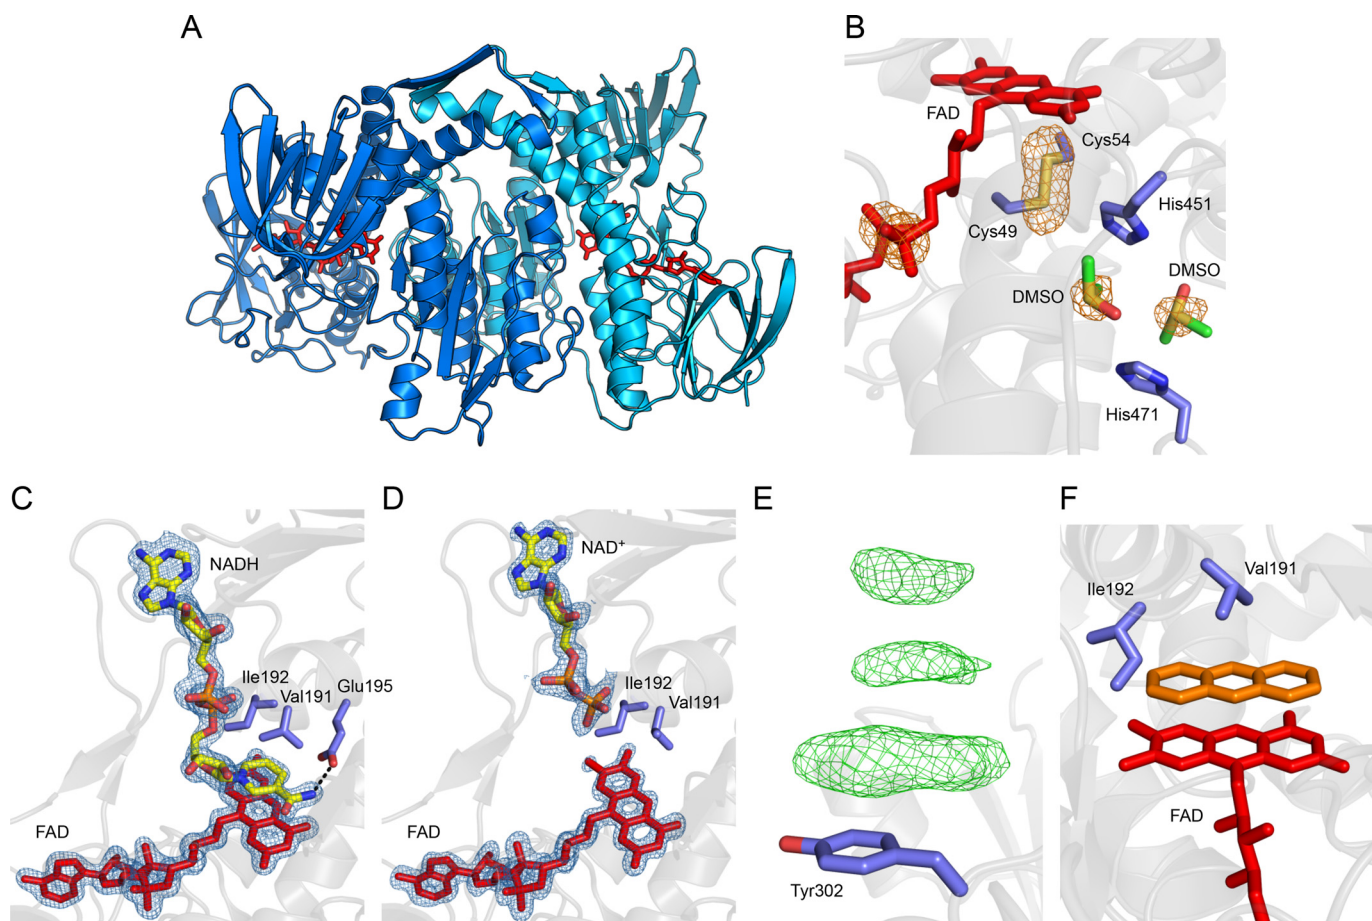 A
B
FAD
Cys54
His451
Cys49
DMSO
DMSO
His471
C
NADH
Ile192
Val191
Glu195
FAD
D
NAD+
Ile192
Val191
FAD
E
Tyr302
F
Val191
Ile192
FAD